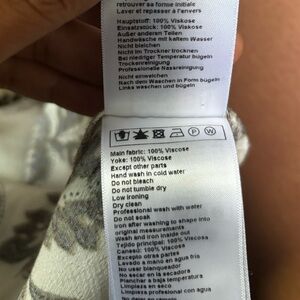 retrouver sa forme initiale
Laver et repasser à l'envers
Hauptstoff: 100% Viskose
Einsatzstück: 100% Viskose
Außer anderen Teilen
Handwäsche mit kaltem Wasser
Nicht bleichen
Nicht im Trockner trocknen
Bei niedriger Temperatur bügeln
Trockenreinigung
Professionelle Nassreinigung
Nicht einweichen
Nach dem Waschen in Form bügeln
Links waschen und bügeln
P W
Main fabric: 100% Viscose
Yoke: 100% Viscose
Except other parts
Hand wash in cold water
Do not bleach
Do not tumble dry
Low ironing
Dry clean
Professional wash with water
Do not soak
Iron after washing to shape into
original measurements
Wash and iron inside out
Tejido principal: 100% Viscosa
Canesú: 100% Viscosa
Excepto otras partes
Lavado a mano en agua fria
No usar blanqueador
No secar en la secadora
Planchar a baja temperatura
Limpieza en seco
Limpieza profesional con agua
No dejar en remojo